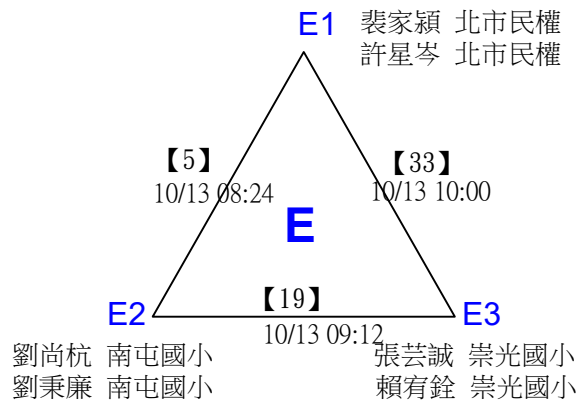 E1 裴家潁 北市民權
許星岑 北市民權
【5】 【33】
10/13 08:24 10/13 10:00
E
【19】
E2 E3
10/13 09:12
劉尚杭 南屯國小 張芸誠 崇光國小
劉秉廉 南屯國小 賴宥銓 崇光國小